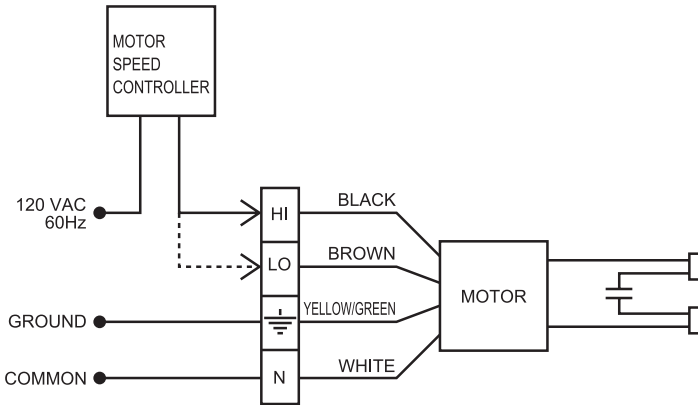 MOTOR
SPEED
CONTROLLER
120 VAC
60Hz
HI
BLACK
LO
BROWN
GROUND
YELLOW/GREEN
MOTOR
COMMON
N
WHITE